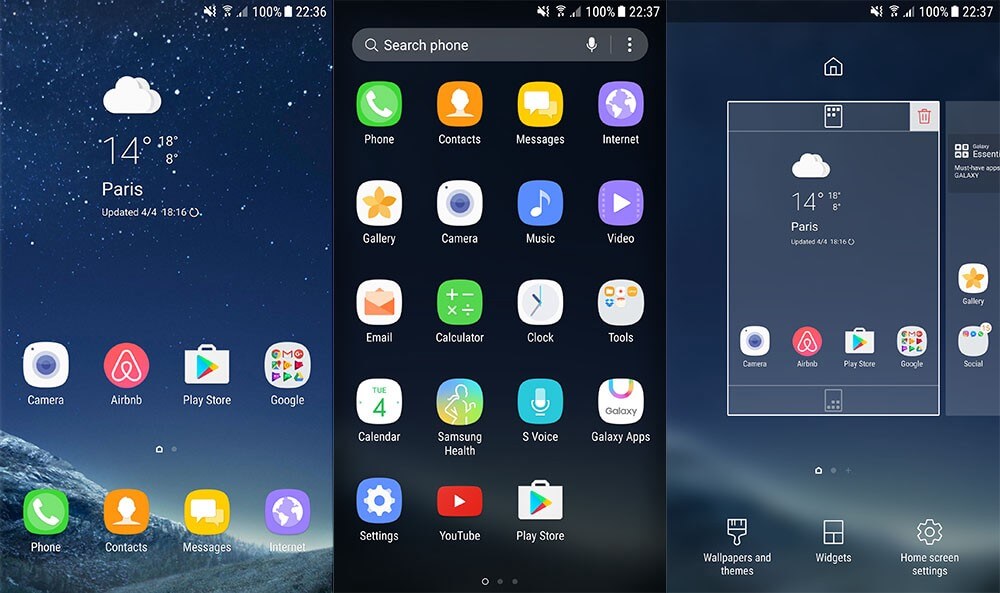 100% 22:36
14° 18°
8°
Paris
Updated 4/4 18:16
Camera Airbnb Play Store Google
Phone Contacts Messages Internet
100% 22:37
Search phone
Phone Contacts Messages Internet
Gallery Camera Music Video
Email Calculator Clock Tools
TUE
4
Galaxy
Calendar Samsung Health S Voice Galaxy Apps
Settings YouTube Play Store
100% 22:37
14° 18°
8°
Paris
Updated 4/4 18:16
Camera Airbnb Play Store Google
Galaxy
Essenti
Must-have apps
GALAXY
Gallery
15
Social
Wallpapers and
themes
Widgets
Home screen
settings